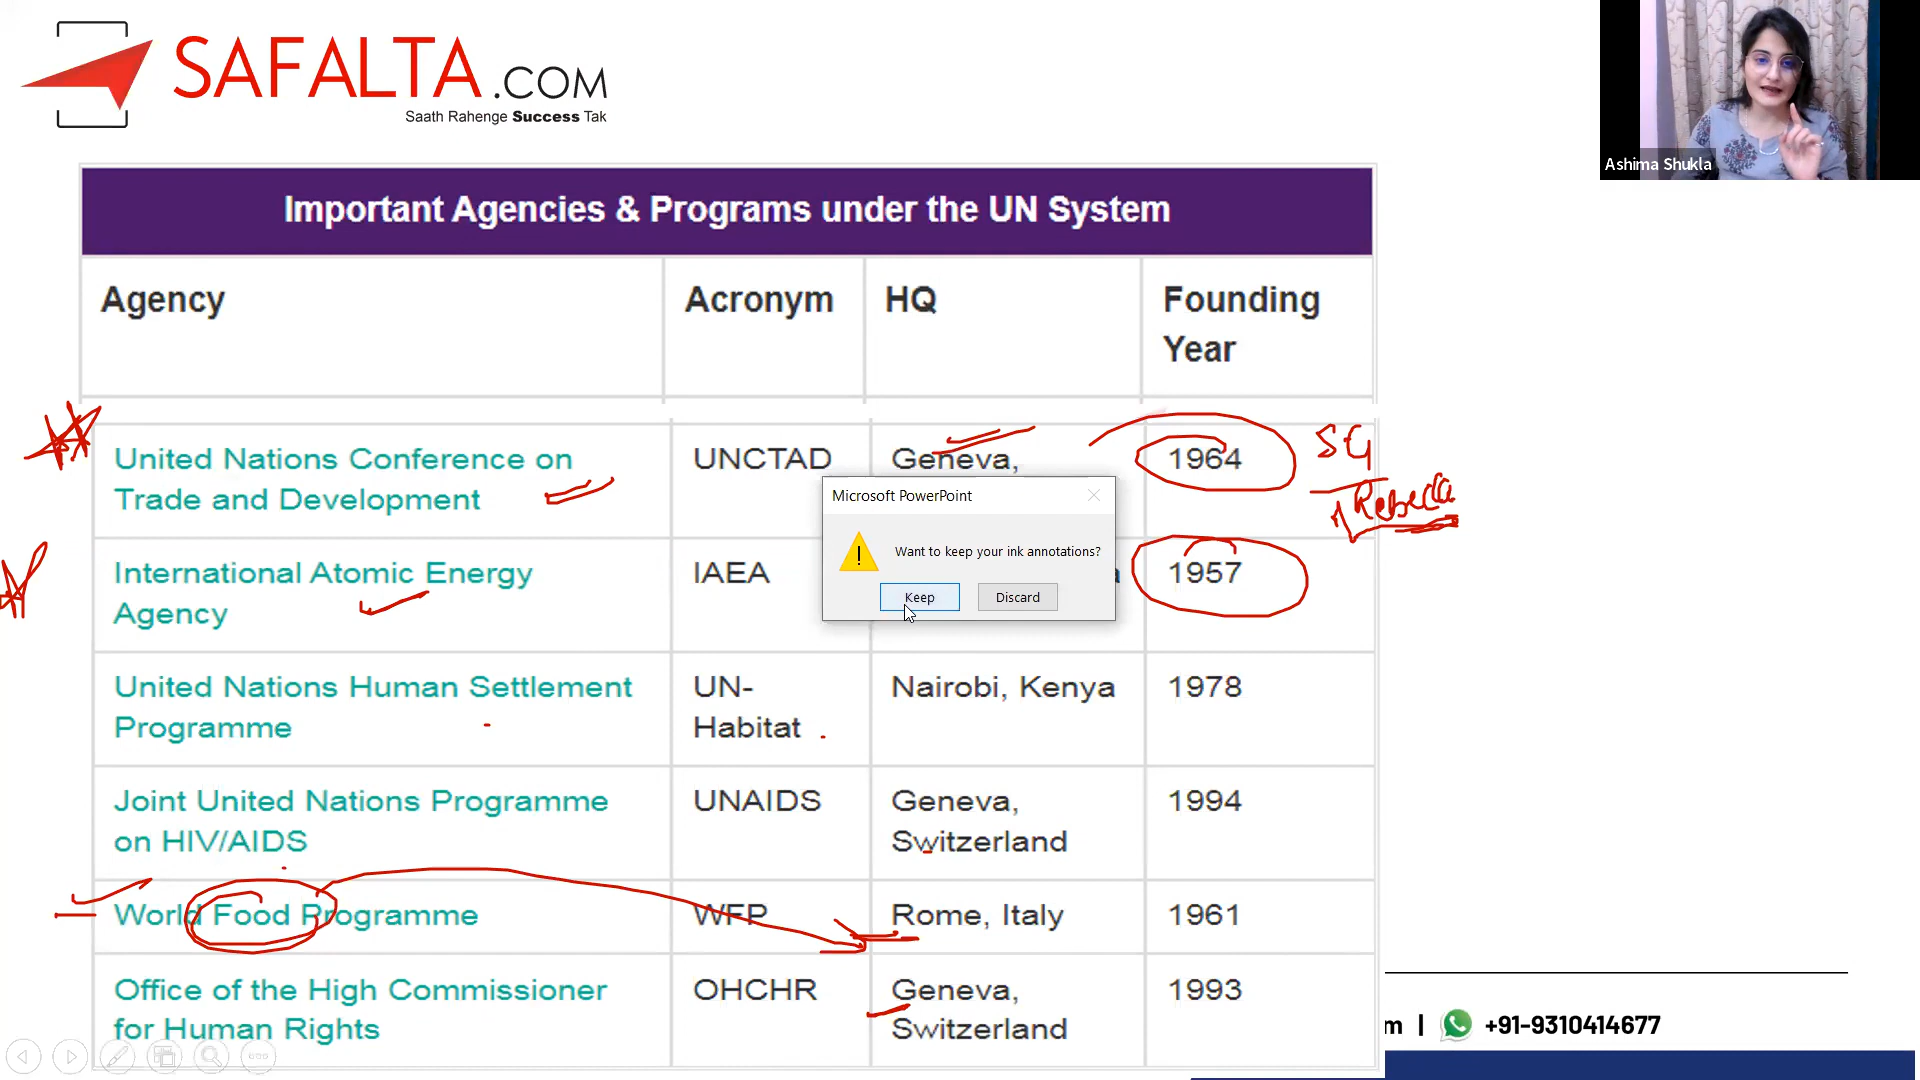 SAFALTA.COM
Saath Rahenge Success Tak
Ashima Shukla
Important Agencies & Programs under the UN System
Agency
Acronym
HQ
Founding
Year
United Nations Conference on
Trade and Development
UNCTAD
Geneva,
1964
SG
Rebeca
International Atomic Energy
Agency
IAEA
a
1957
Microsoft PowerPoint
Want to keep your ink annotations?
Keep
Discard
United Nations Human Settlement
Programme
UN-
Habitat
Nairobi, Kenya
1978
Joint United Nations Programme
on HIV/AIDS
UNAIDS
Geneva,
Switzerland
1994
World Food Programme
WFP
Rome, Italy
1961
Office of the High Commissioner
for Human Rights
OHCHR
Geneva,
Switzerland
1993
m | +91-9310414677